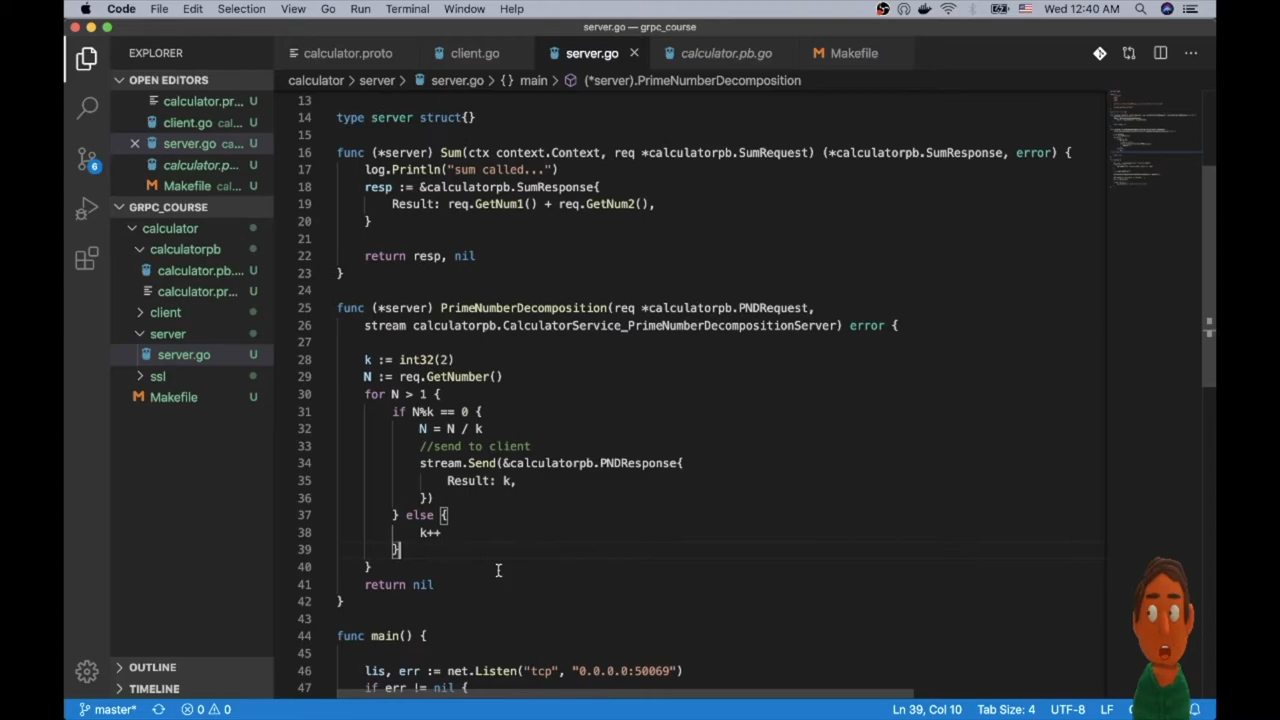 Code File Edit Selection View Go Run Terminal Window Help Wed 12:40 AM
server.go — grpc_course
EXPLORER
calculator.proto client.go server.go calculator.pb.go Makefile
OPEN EDITORS
calculator > server > server.go > {} main > (*server).PrimeNumberDecomposition
calculator.pr... U
client.go cal... U
server.go ca... U
calculator.p... U
Makefile cal... U
GRPC_COURSE
calculator
calculatorpb
calculator.pb.... U
calculator.pr... U
client
server
server.go U
ssl
Makefile U
OUTLINE
TIMELINE
6
13
14 type server struct{}
15
16 func (*server) Sum(ctx context.Context, req *calculatorpb.SumRequest) (*calculatorpb.SumResponse, error) {
17 log.Println("sum called...")
18 resp := &calculatorpb.SumResponse{
19 Result: req.GetNum1() + req.GetNum2(),
20 }
21
22 return resp, nil
23 }
24
25 func (*server) PrimeNumberDecomposition(req *calculatorpb.PNDRequest,
26 stream calculatorpb.CalculatorService_PrimeNumberDecompositionServer) error {
27
28 k := int32(2)
29 N := req.GetNumber()
30 for N > 1 {
31 if N%k == 0 {
32 N = N / k
33 //send to client
34 stream.Send(&calculatorpb.PNDResponse{
35 Result: k,
36 })
37 } else {
38 k++
39 }
40 }
41 return nil
42 }
43
44 func main() {
45
46 lis, err := net.Listen("tcp", "0.0.0.0:50069")
47 if err != nil {
master* 0 0 Ln 39, Col 10 Tab Size: 4 UTF-8 LF